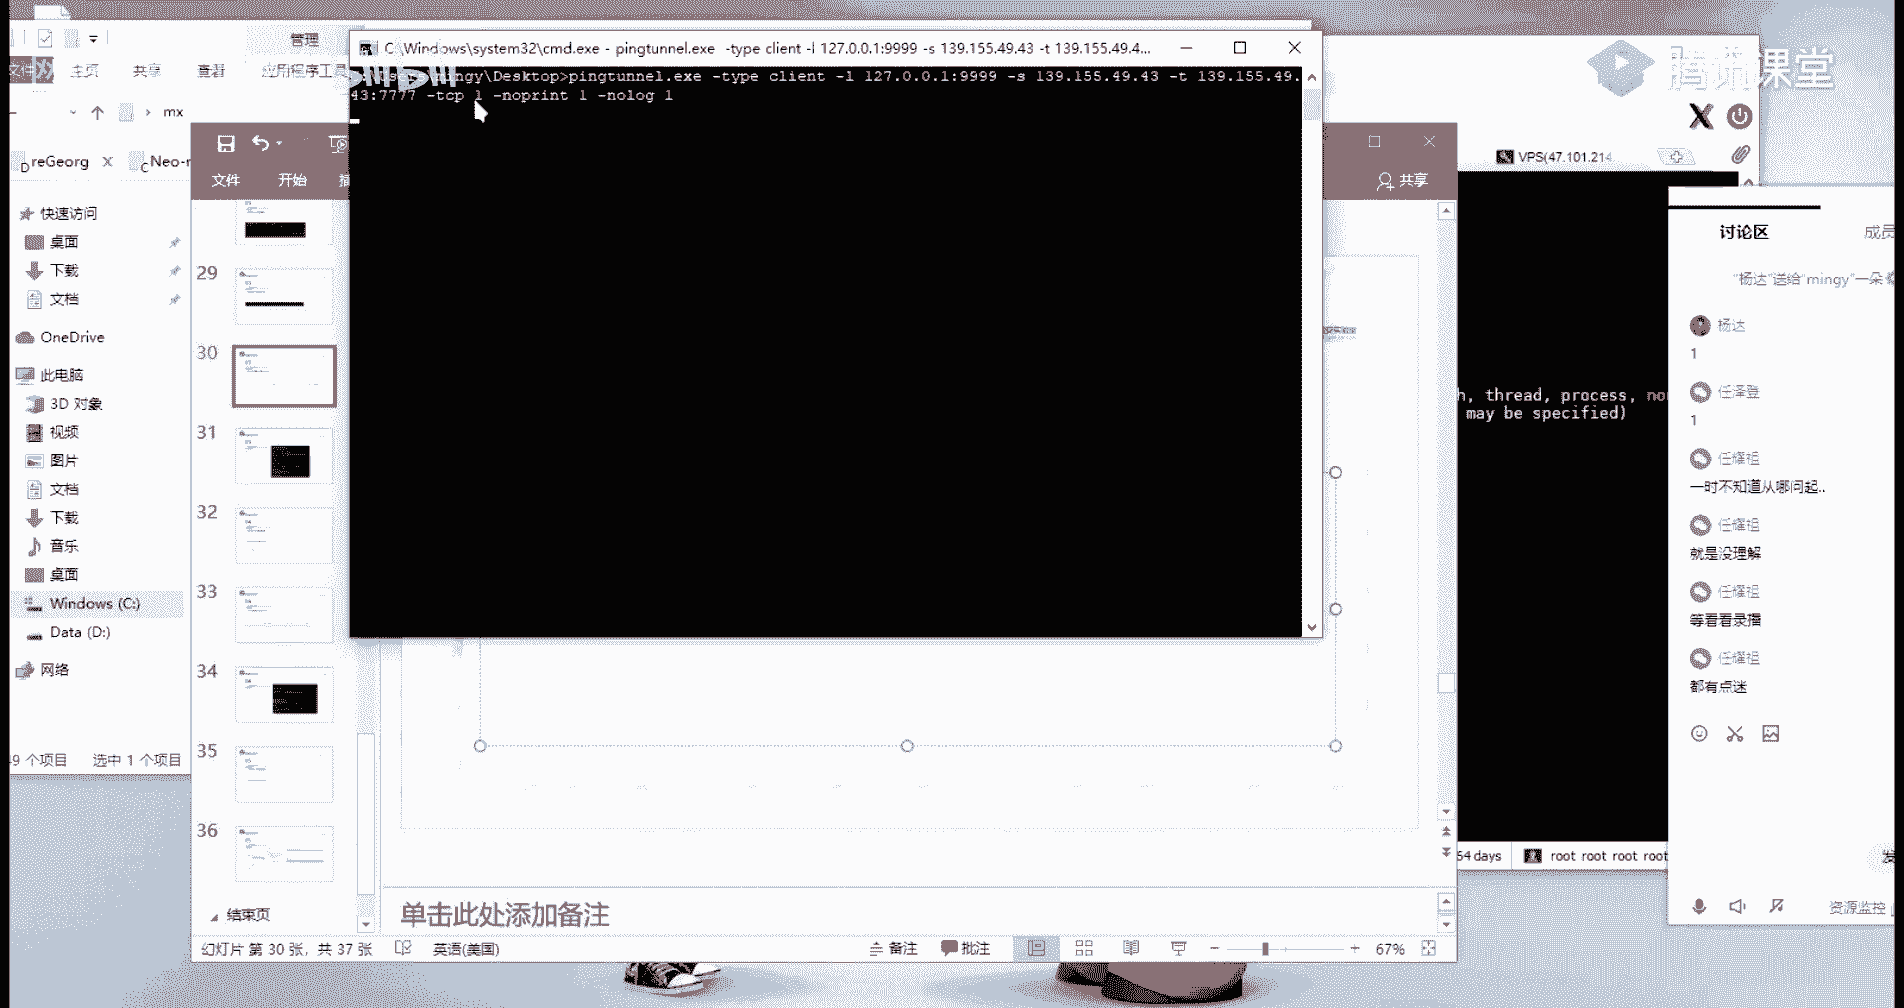 管理
C:\Windows\system32\cmd.exe - pingtunnel.exe -type client -l 127.0.0.1:9999 -s 139.155.49.43 -t 139.155.49.4...
主页
共享
查看
应用程序工具
mingy\Desktop>pingtunnel.exe -type client -l 127.0.0.1:9999 -s 139.155.49.43 -t 139.155.49.
43:7777 -tcp 1 -noprint 1 -nolog 1
腾讯课堂
mx
reGeorg
Neo-r
VPS(47.101.214
文件
开始
共享
快速访问
桌面
下载
文档
OneDrive
此电脑
3D 对象
视频
图片
文档
下载
音乐
桌面
Windows (C:)
Data (D:)
网络
9 个项目
选中 1 个项目
29
30
31
32
33
34
35
36
结束页
h, thread, process, no
may be specified)
讨论区
成员
"杨达"送给"mingy"一朵
杨达
1
任泽登
1
任耀祖
一时不知道从哪问起..
任耀祖
就是没理解
任耀祖
等看看录播
任耀祖
都有点迷
54 days
root root root root
资源监控
单击此处添加备注
幻灯片 第 30 张，共 37 张
英语(美国)
备注
批注
67%